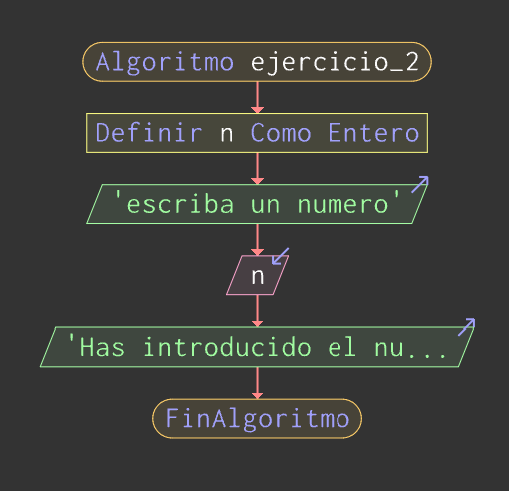 Algoritmo ejercicio_2
Definir n Como Entero
'escriba un numero'
n
'Has introducido el nu...
FinAlgoritmo